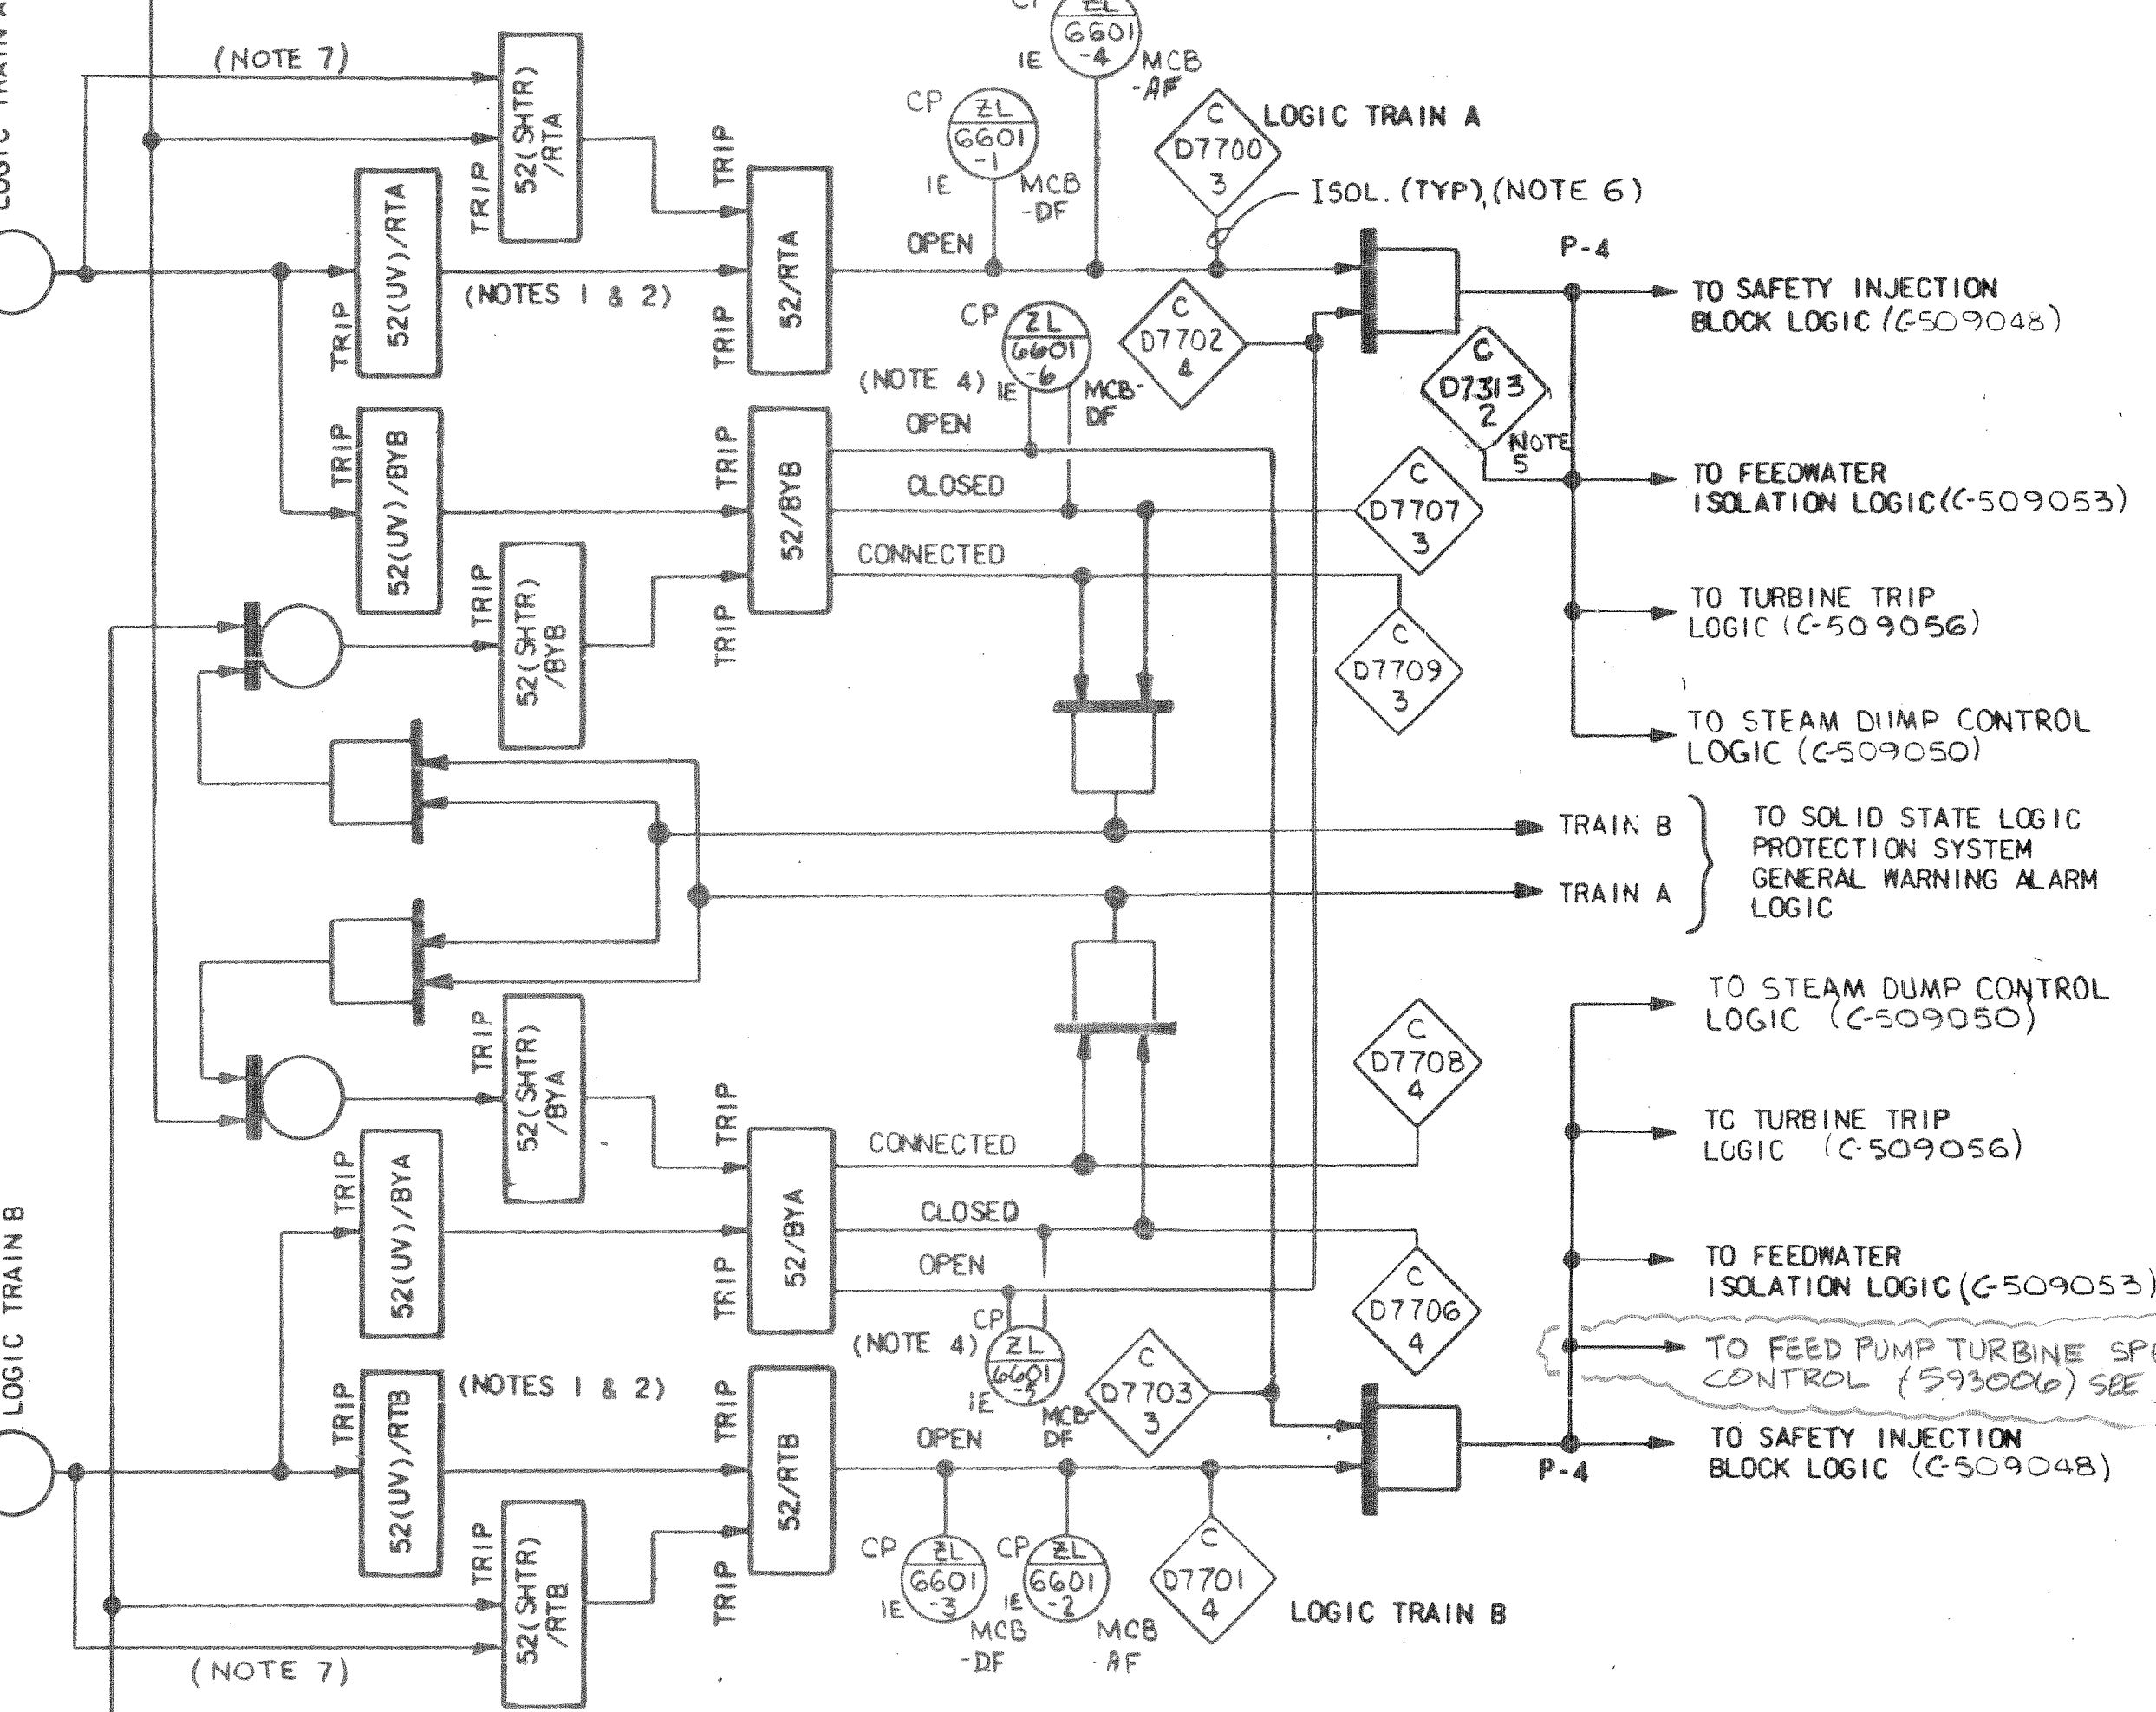 LOGIC TRAIN A
(NOTE 7)
TRIP
52(SHTR)
/RTA
TRIP
52(UV)/RTA
(NOTES 1 & 2)
TRIP
52/RTA
TRIP
OPEN
CP
ZL
6601
-1
IE
MCB
-DF
CP
ZL
6601
-4
IE
MCB
-AF
C
D7700
3
LOGIC TRAIN A
ISOL. (TYP), (NOTE 6)
P-4
TO SAFETY INJECTION
BLOCK LOGIC (C-509048)
CP
ZL
6601
-6
(NOTE 4)
IE
MCB-
DF
C
D7702
4
C
D7313
2
NOTE
5
TRIP
52(UV)/BYB
TRIP
52/BYB
TRIP
OPEN
CLOSED
CONNECTED
C
D7707
3
TO FEEDWATER
ISOLATION LOGIC (C-509053)
TRIP
52(SHTR)
/BYB
C
D7709
3
TO TURBINE TRIP
LOGIC (C-509056)
TO STEAM DUMP CONTROL
LOGIC (C-509050)
TRAIN B
TRAIN A
TO SOLID STATE LOGIC
PROTECTION SYSTEM
GENERAL WARNING ALARM
LOGIC
TRIP
52(SHTR)
/BYA
C
D7708
4
TO STEAM DUMP CONTROL
LOGIC (C-509050)
TRIP
52(UV)/BYA
TRIP
52/BYA
TRIP
CONNECTED
CLOSED
OPEN
TO TURBINE TRIP
LOGIC (C-509056)
C
D7706
4
TO FEEDWATER
ISOLATION LOGIC (C-509053)
LOGIC TRAIN B
(NOTE 4)
CP
ZL
6601
-5
IE
MCB-
DF
C
D7703
3
TO FEED PUMP TURBINE
CONTROL (593006) SEE
TRIP
52(UV)/RTB
(NOTES 1 & 2)
TRIP
52/RTB
TRIP
OPEN
TO SAFETY INJECTION
BLOCK LOGIC (C-509048)
P-4
TRIP
52(SHTR)
/RTB
(NOTE 7)
CP
ZL
6601
-3
IE
MCB
-DF
CP
ZL
6601
-2
IE
MCB
-AF
C
D7701
4
LOGIC TRAIN B